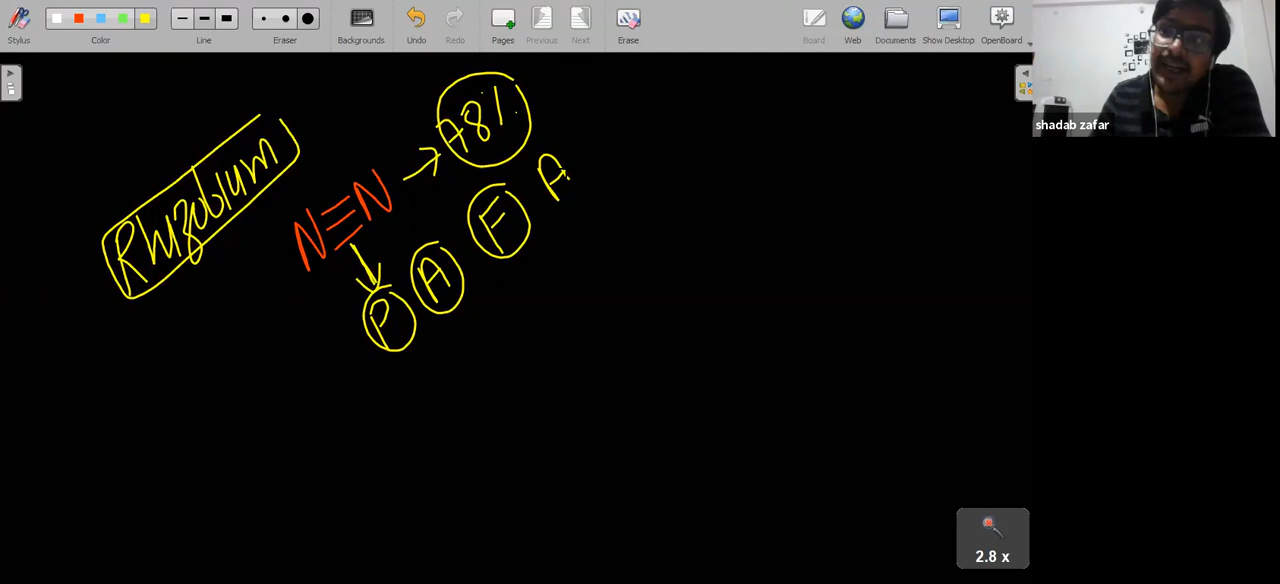 Stylus
Color
Line
Eraser
Backgrounds
Undo
Redo
Pages
Previous
Next
Erase
Board
Web
Documents
Show Desktop
OpenBoard
shadab zafar
Rhizobium
N≡N
78%
P
A
F
A
2.8 x